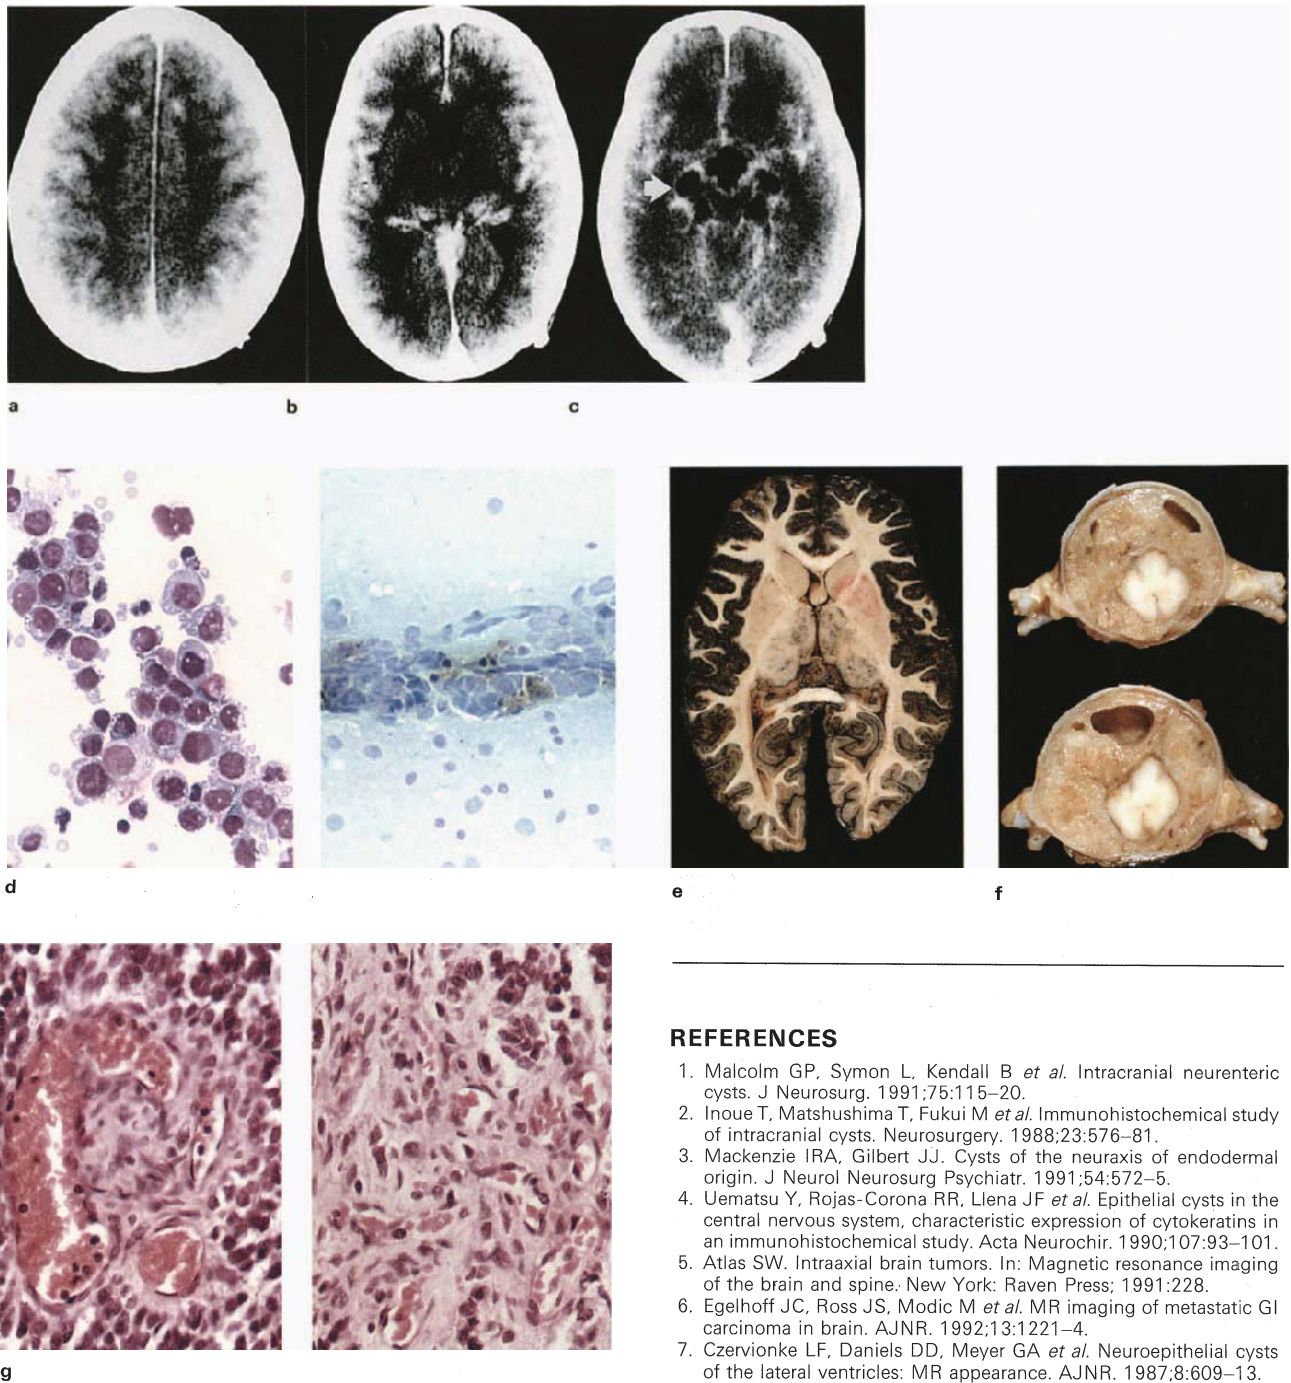 a
b
c
d
e
f
g
REFERENCES
1. Malcolm GP, Symon L, Kendall B et al. Intracranial neurenteric
cysts. J Neurosurg. 1991;75:115–20.
2. Inoue T, Matshushima T, Fukui M et al. Immunohistochemical study
of intracranial cysts. Neurosurgery. 1988;23:576–81.
3. Mackenzie IRA, Gilbert JJ. Cysts of the neuraxis of endodermal
origin. J Neurol Neurosurg Psychiatr. 1991;54:572–5.
4. Uematsu Y, Rojas-Corona RR, Llena JF et al. Epithelial cysts in the
central nervous system, characteristic expression of cytokeratins in
an immunohistochemical study. Acta Neurochir. 1990;107:93–101.
5. Atlas SW. Intraaxial brain tumors. In: Magnetic resonance imaging
of the brain and spine. New York: Raven Press; 1991:228.
6. Egelhoff JC, Ross JS, Modic M et al. MR imaging of metastatic GI
carcinoma in brain. AJNR. 1992;13:1221–4.
7. Czervionke LF, Daniels DD, Meyer GA et al. Neuroepithelial cysts
of the lateral ventricles: MR appearance. AJNR. 1987;8:609–13.